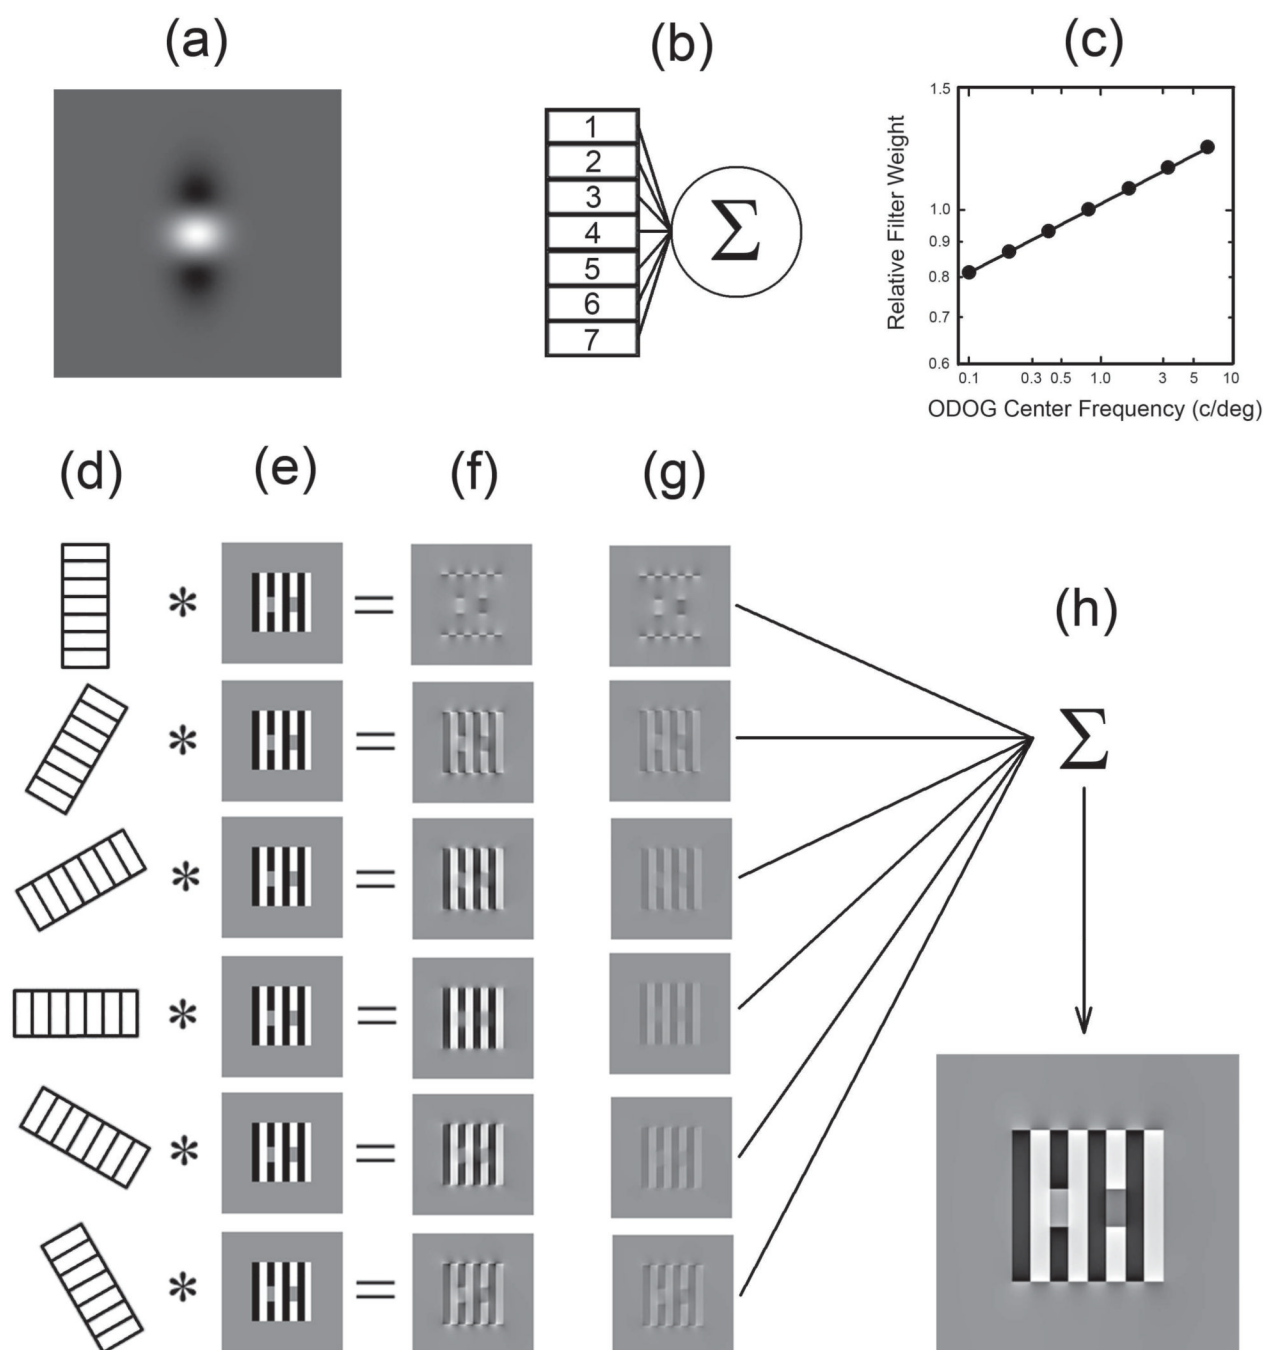 (a)
(b)
(c)
1
2
3
4
5
6
7
Σ
Relative Filter Weight
1.5
1.0
0.9
0.8
0.7
0.6
0.1 0.3 0.5 1.0 3 5 10
ODOG Center Frequency (c/deg)
(d) (e) (f) (g)
(h)
* =
* =
* =
* =
* =
* =
Σ